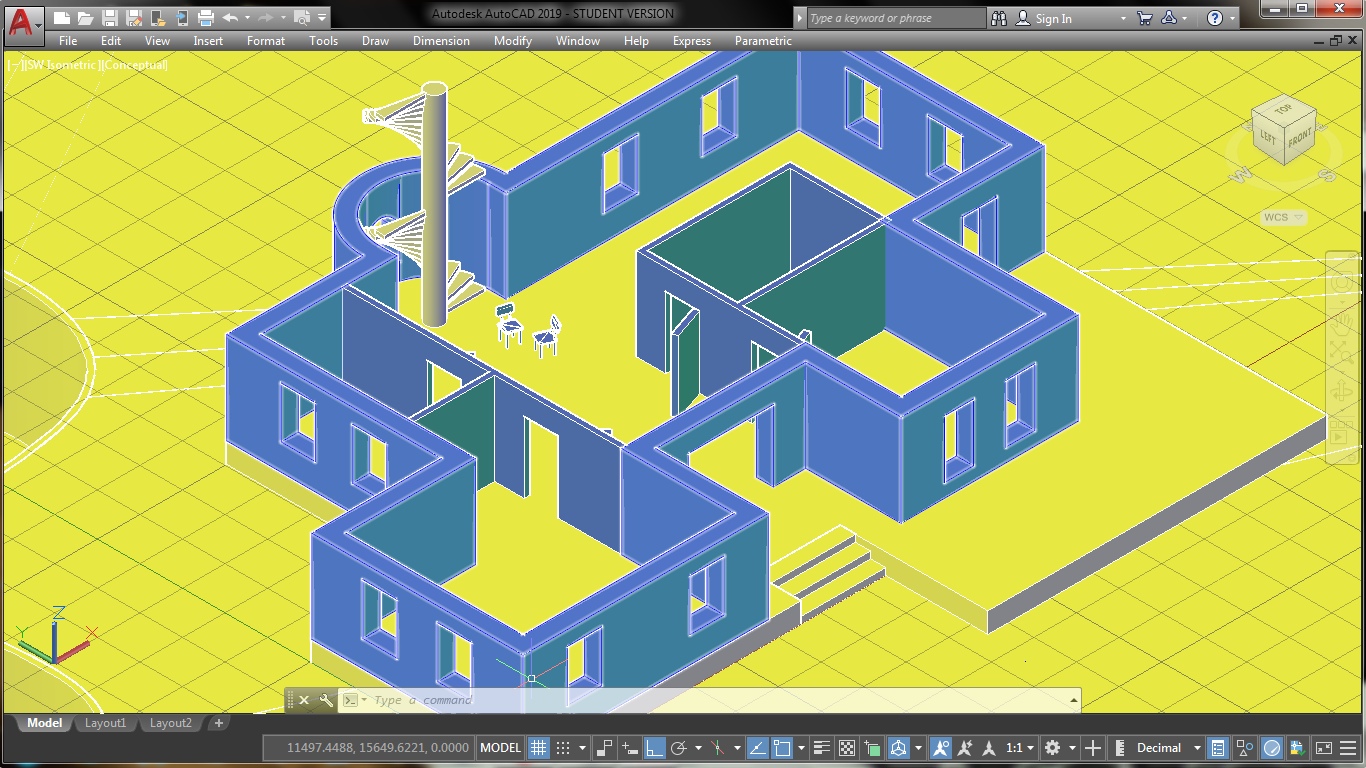 Autodesk AutoCAD 2019 - STUDENT VERSION
Type a keyword or phrase
Sign In
File Edit View Insert Format Tools Draw Dimension Modify Window Help Express Parametric
[-][SW Isometric][Conceptual]
TOP
LEFT FRONT
W S
WCS
Z
Y X
Type a command
Model Layout1 Layout2 +
11497.4488, 15649.6221, 0.0000 MODEL 1:1 Decimal